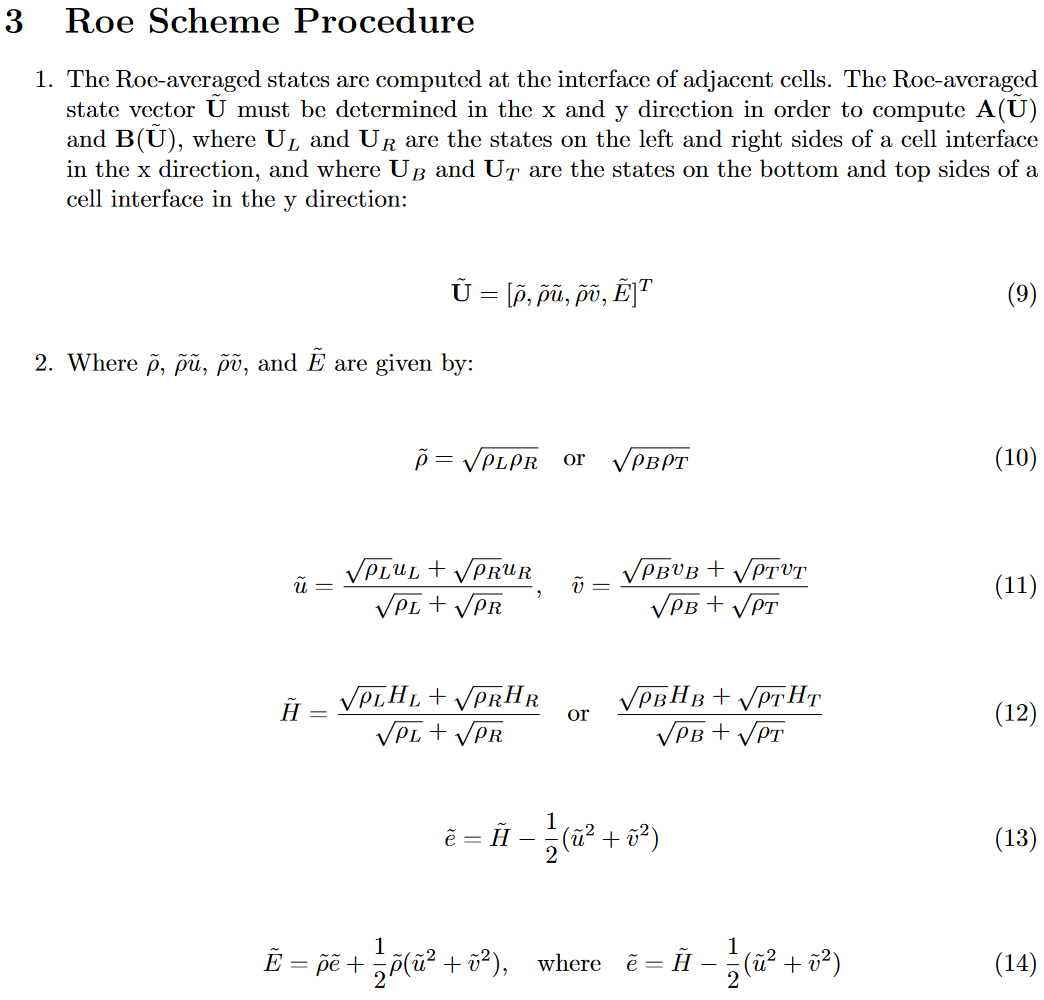 3 Roe Scheme Procedure
1. The Roe-averaged states are computed at the interface of adjacent cells. The Roe-averaged
state vector Ũ must be determined in the x and y direction in order to compute A(Ũ)
and B(Ũ), where U_L and U_R are the states on the left and right sides of a cell interface
in the x direction, and where U_B and U_T are the states on the bottom and top sides of a
cell interface in the y direction:
Ũ = [ρ̃, ρ̃ũ, ρ̃ṽ, Ẽ]^T (9)
2. Where ρ̃, ρ̃ũ, ρ̃ṽ, and Ẽ are given by:
ρ̃ = √(ρ_L ρ_R) or √(ρ_B ρ_T) (10)
ũ = (√ρ_L u_L + √ρ_R u_R)/(√ρ_L + √ρ_R), ṽ = (√ρ_B v_B + √ρ_T v_T)/(√ρ_B + √ρ_T) (11)
H̃ = (√ρ_L H_L + √ρ_R H_R)/(√ρ_L + √ρ_R) or (√ρ_B H_B + √ρ_T H_T)/(√ρ_B + √ρ_T) (12)
ẽ = H̃ − 1/2(ũ² + ṽ²) (13)
Ẽ = ρ̃ẽ + 1/2 ρ̃(ũ² + ṽ²), where ẽ = H̃ − 1/2(ũ² + ṽ²) (14)